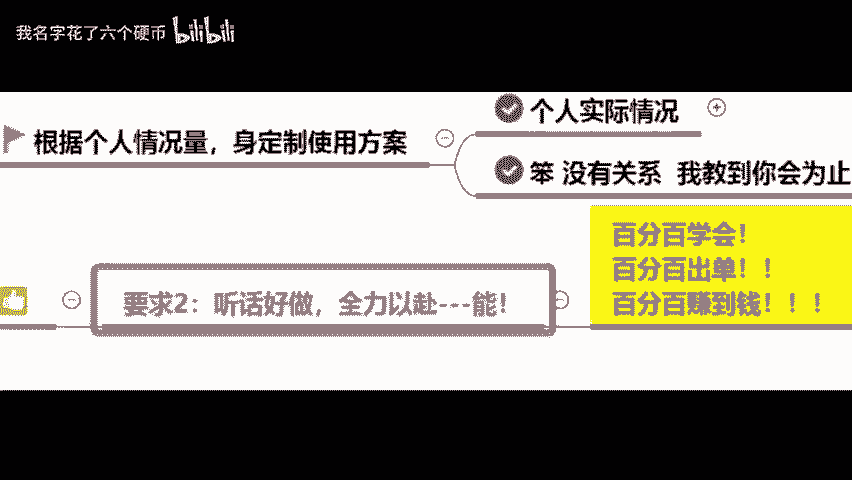 我名字花了六个硬币 bilibili
个人实际情况
根据个人情况量，身定制使用方案
笨 没有关系 我教到你会为止
百分百学会！
百分百出单！！
要求2：听话好做，全力以赴---能！
百分百赚到钱！！！